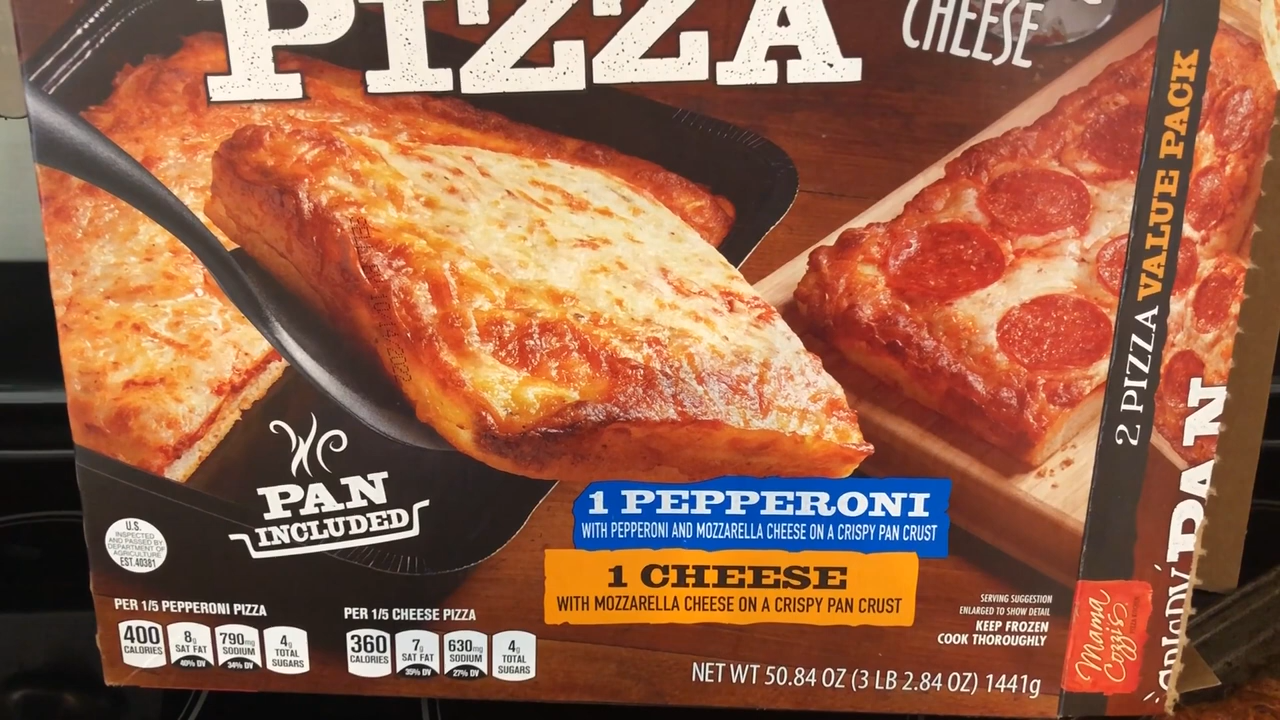 PIZZA
CHEESE
2 PIZZA VALUE PACK
PAN
PAN
INCLUDED
1 PEPPERONI
WITH PEPPERONI AND MOZZARELLA CHEESE ON A CRISPY PAN CRUST
1 CHEESE
WITH MOZZARELLA CHEESE ON A CRISPY PAN CRUST
U.S.
INSPECTED
AND PASSED BY
DEPARTMENT OF
AGRICULTURE
EST.40381
PER 1/5 PEPPERONI PIZZA
400 CALORIES
8g SAT FAT 40% DV
790mg SODIUM 34% DV
4g TOTAL SUGARS
PER 1/5 CHEESE PIZZA
360 CALORIES
7g SAT FAT 35% DV
630mg SODIUM 27% DV
4g TOTAL SUGARS
SERVING SUGGESTION
ENLARGED TO SHOW DETAIL
KEEP FROZEN
COOK THOROUGHLY
NET WT 50.84 OZ (3 LB 2.84 OZ) 1441g
Mama
Cozzi's